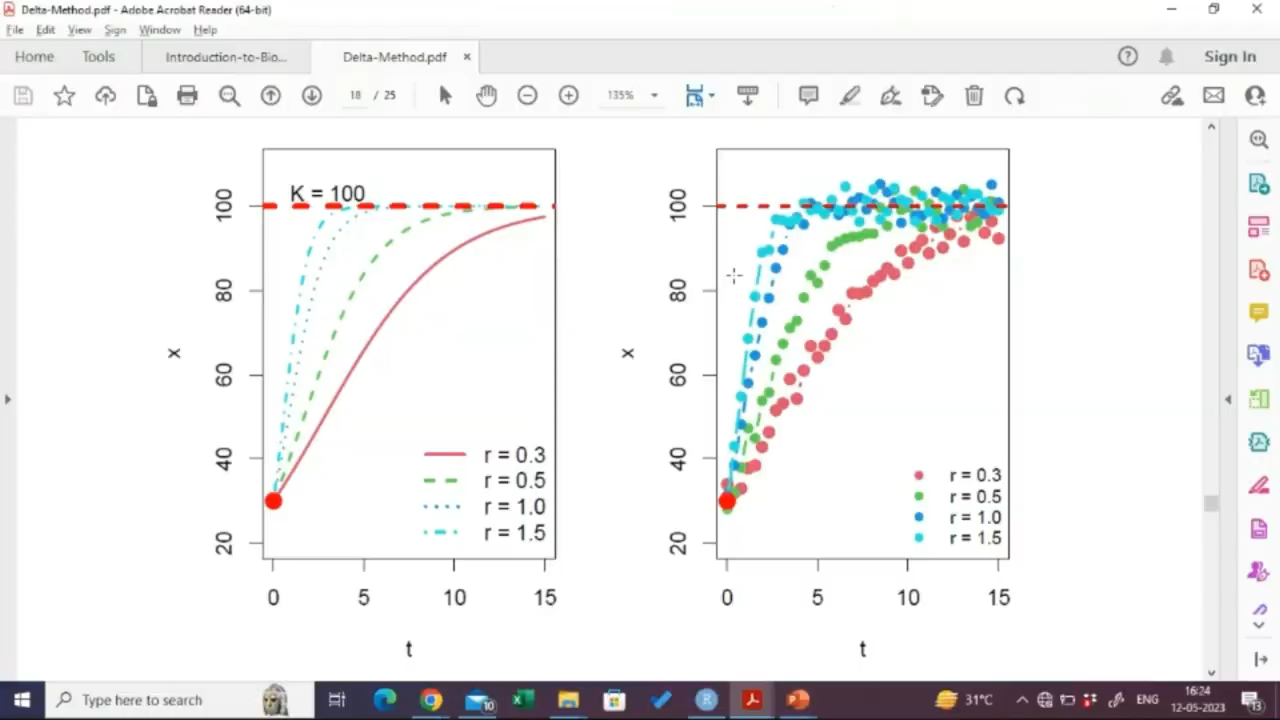 Delta-Method.pdf - Adobe Acrobat Reader (64-bit)
File Edit View Sign Window Help
Home Tools Introduction-to-Bio... Delta-Method.pdf × Sign In
18 / 25 135%
K = 100
x
20 40 60 80 100
r = 0.3
r = 0.5
r = 1.0
r = 1.5
0 5 10 15
t
x
20 40 60 80 100
r = 0.3
r = 0.5
r = 1.0
r = 1.5
0 5 10 15
t
Type here to search
10
31°C
ENG
16:24
12-05-2023
13